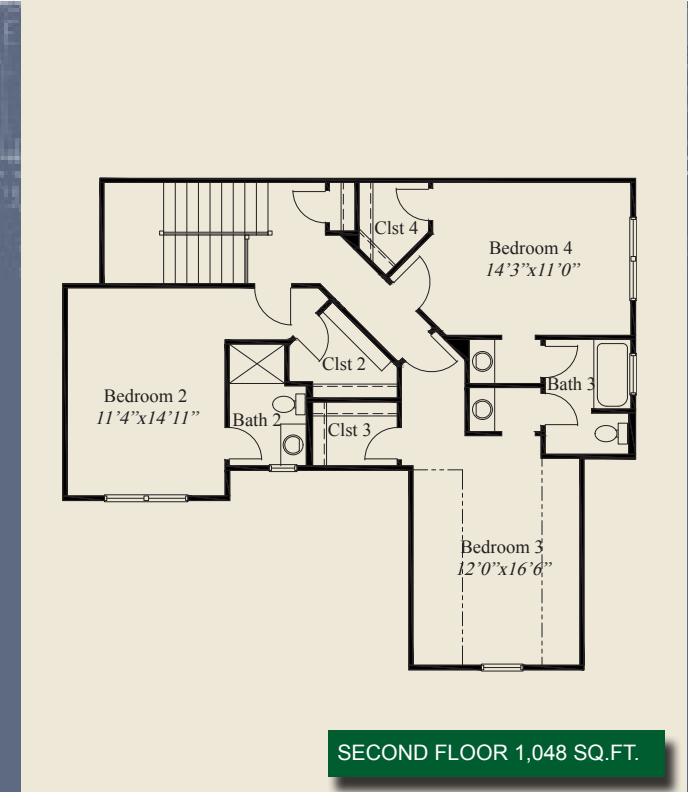 Clst 4
Bedroom 4
14’3”x11’0”
Clst 2
Bedroom 2
11’4”x14’11”
Bath 2
Clst 3
Bath 3
Bedroom 3
12’0”x16’6”
SECOND FLOOR 1,048 SQ.FT.